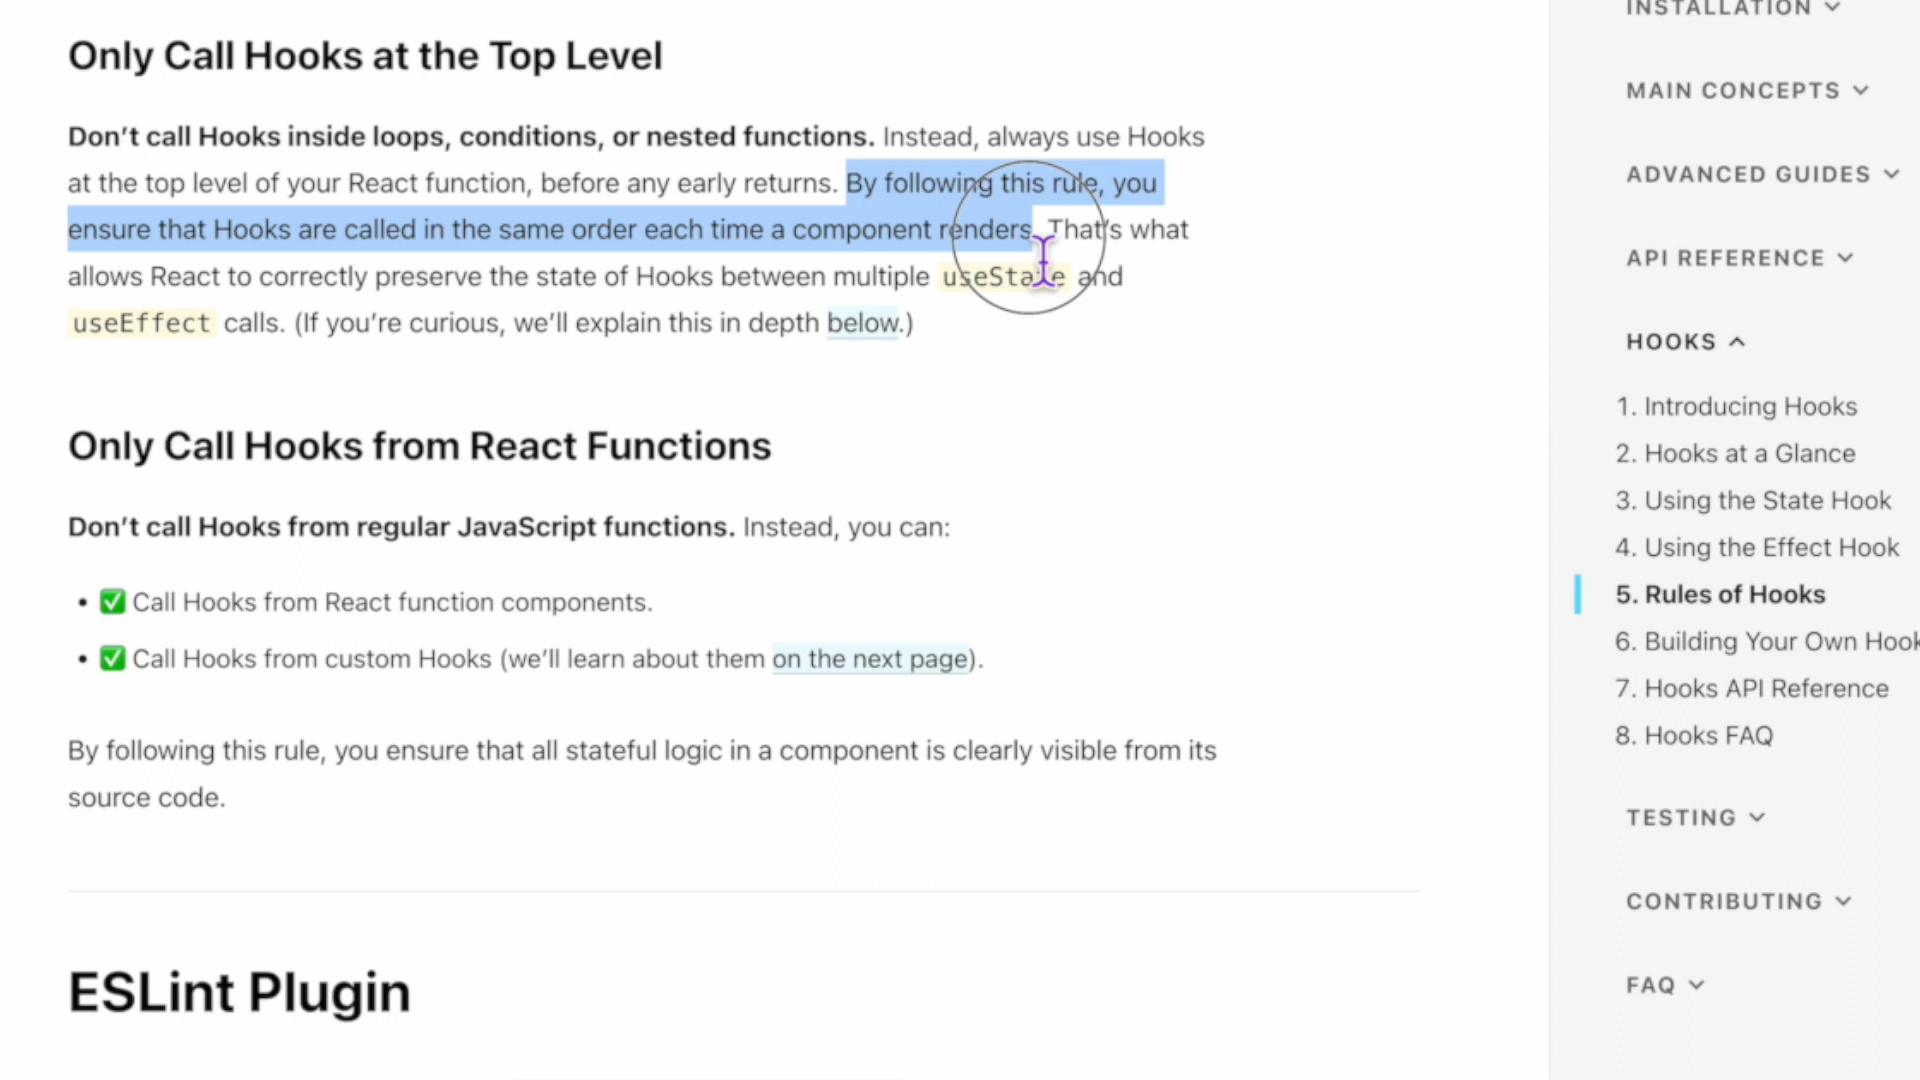 Only Call Hooks at the Top Level
Don’t call Hooks inside loops, conditions, or nested functions. Instead, always use Hooks
at the top level of your React function, before any early returns. By following this rule, you
ensure that Hooks are called in the same order each time a component renders. That’s what
allows React to correctly preserve the state of Hooks between multiple useState and
useEffect calls. (If you’re curious, we’ll explain this in depth below.)
Only Call Hooks from React Functions
Don’t call Hooks from regular JavaScript functions. Instead, you can:
• ✅ Call Hooks from React function components.
• ✅ Call Hooks from custom Hooks (we’ll learn about them on the next page).
By following this rule, you ensure that all stateful logic in a component is clearly visible from its
source code.
ESLint Plugin
INSTALLATION
MAIN CONCEPTS
ADVANCED GUIDES
API REFERENCE
HOOKS
1. Introducing Hooks
2. Hooks at a Glance
3. Using the State Hook
4. Using the Effect Hook
5. Rules of Hooks
6. Building Your Own Hook
7. Hooks API Reference
8. Hooks FAQ
TESTING
CONTRIBUTING
FAQ